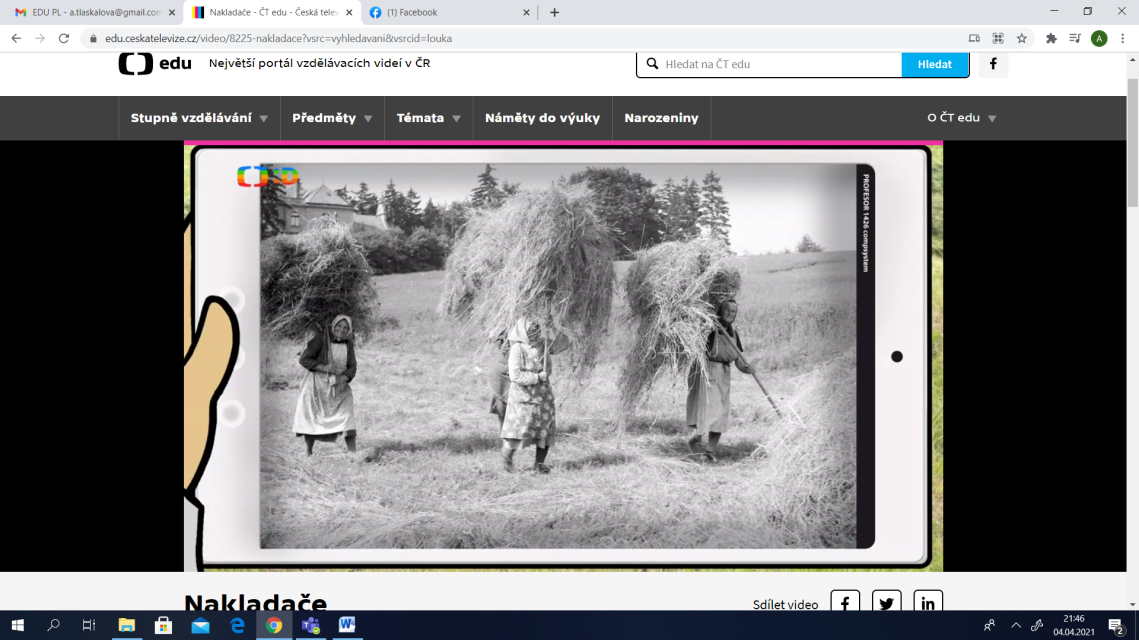 EDU PL - a.tlaskalova@gmail.con
Nakladače - ČT edu - Česká telev
(1) Facebook
edu.ceskatelevize.cz/video/8225-nakladace?vsrc=vyhledavani&vsrcid=louka
A
edu
Největší portál vzdělávacích videí v ČR
Hledat na ČT edu
Hledat
Stupně vzdělávání
Předměty
Témata
Náměty do výuky
Narozeniny
O ČT edu
:D
PROFESOR 1426 compsystem
Nakladače
Sdílet video
21:46
04.04.2021
2